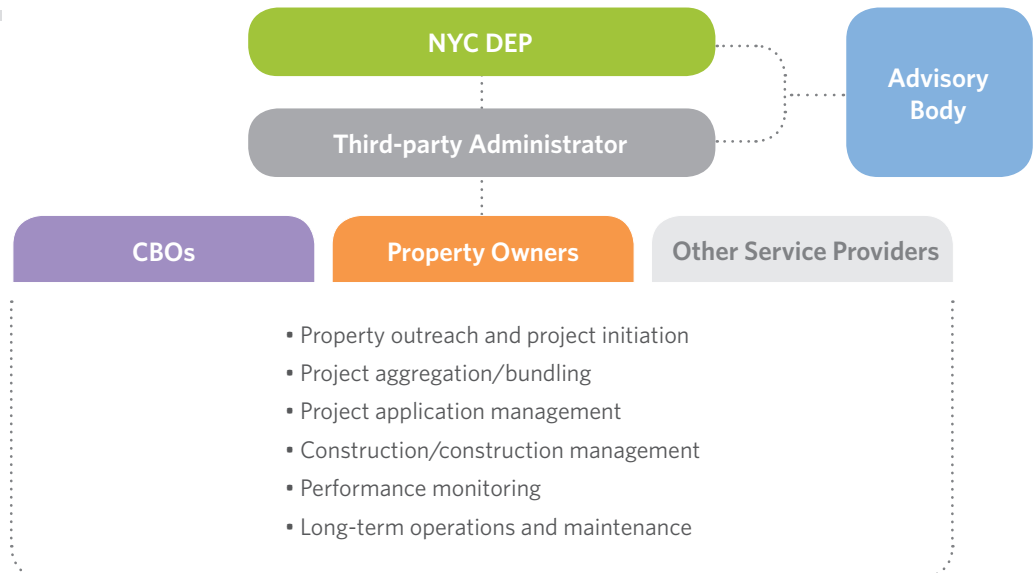 NYC DEP
Advisory
Body
Third-party Administrator
CBOs
Property Owners
Other Service Providers
• Property outreach and project initiation
• Project aggregation/bundling
• Project application management
• Construction/construction management
• Performance monitoring
• Long-term operations and maintenance